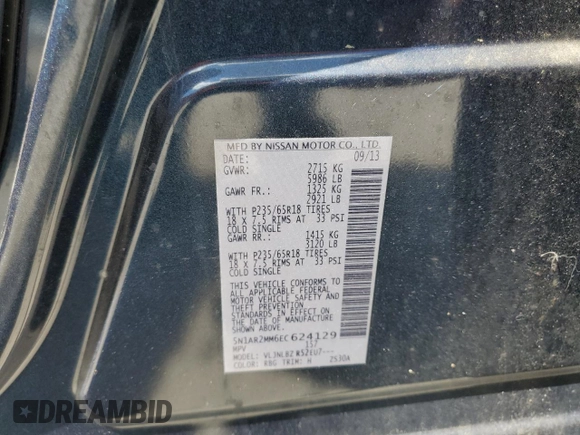 MFD BY NISSAN MOTOR CO., LTD.
DATE: 09/13
GVWR: 2715 KG
5986 LB
GAWR FR.: 1325 KG
2921 LB
WITH P235/65R18 TIRES
18 x 7.5 RIMS AT 33 PSI
COLD SINGLE
GAWR RR.: 1415 KG
3120 LB
WITH P235/65R18 TIRES
18 x 7.5 RIMS AT 33 PSI
COLD SINGLE
THIS VEHICLE CONFORMS TO
ALL APPLICABLE FEDERAL
MOTOR VEHICLE SAFETY AND
THEFT PREVENTION
STANDARDS IN EFFECT ON
THE DATE OF MANUFACTURE
SHOWN ABOVE.
5N1AR2MM6EC624129
MPV 157
MODEL:
COLOR: RBG TRIM: H 2530A
DREAMBID